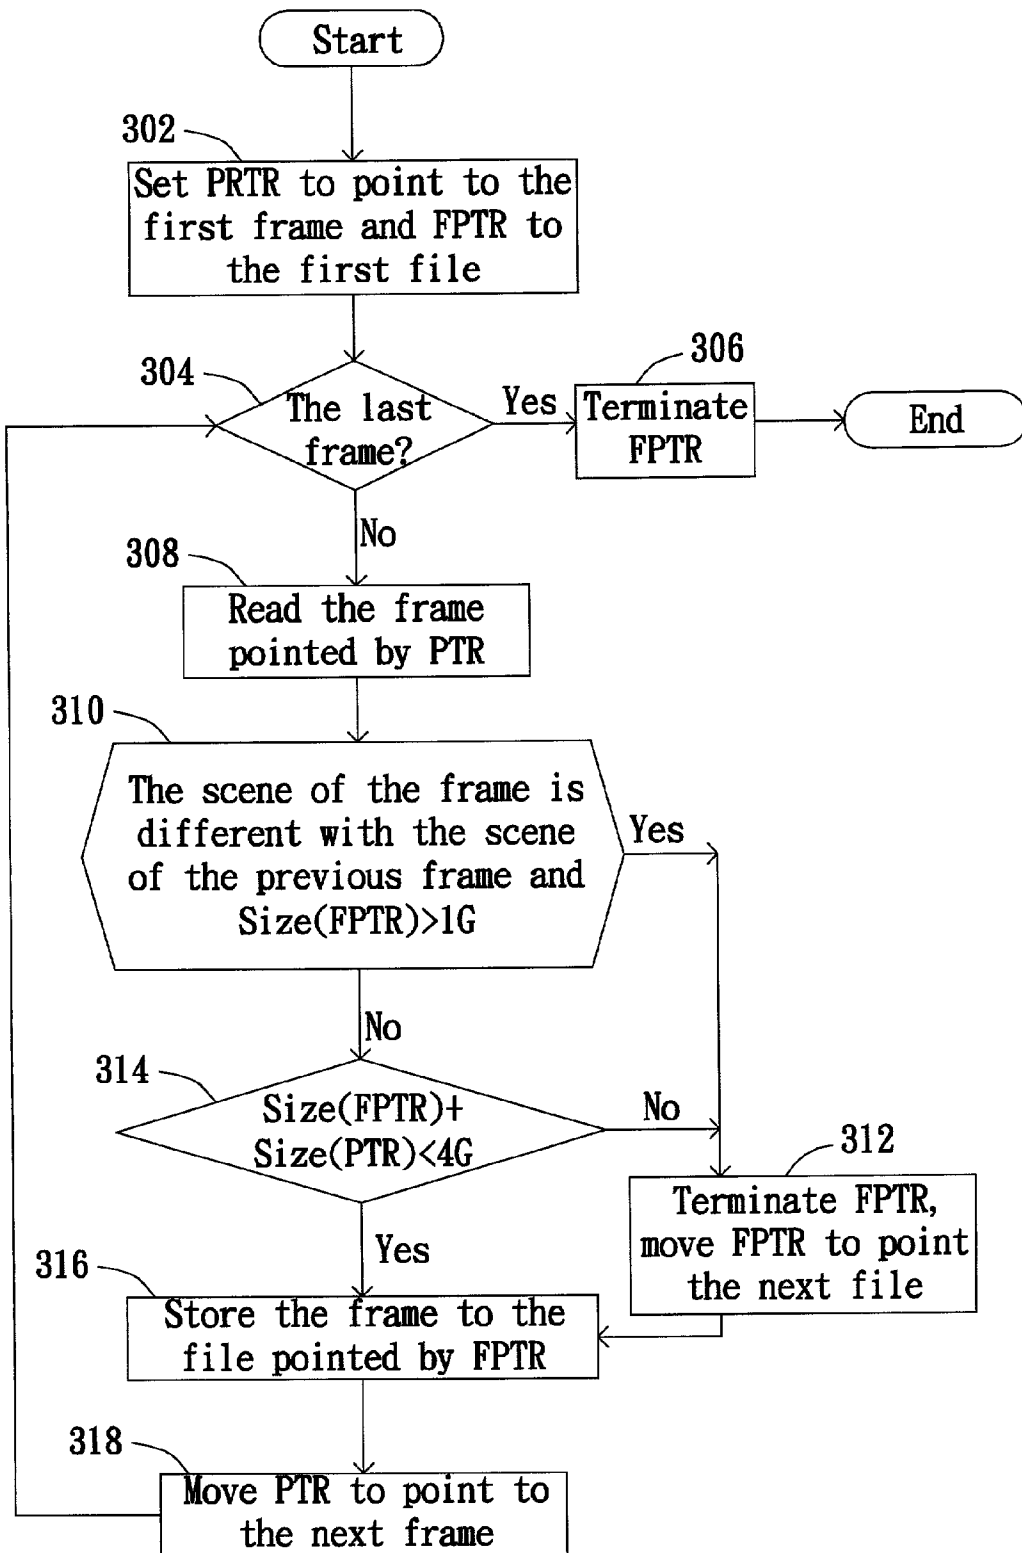 Start
302
Set PRTR to point to the
first frame and FPTR to
the first file
304
The last
frame?
Yes
306
Terminate
FPTR
End
No
308
Read the frame
pointed by PTR
310
The scene of the frame is
different with the scene
of the previous frame and
Size(FPTR)>1G
Yes
No
314
Size(FPTR)+
Size(PTR)<4G
No
312
Terminate FPTR,
move FPTR to point
the next file
Yes
316
Store the frame to the
file pointed by FPTR
318
Move PTR to point to
the next frame